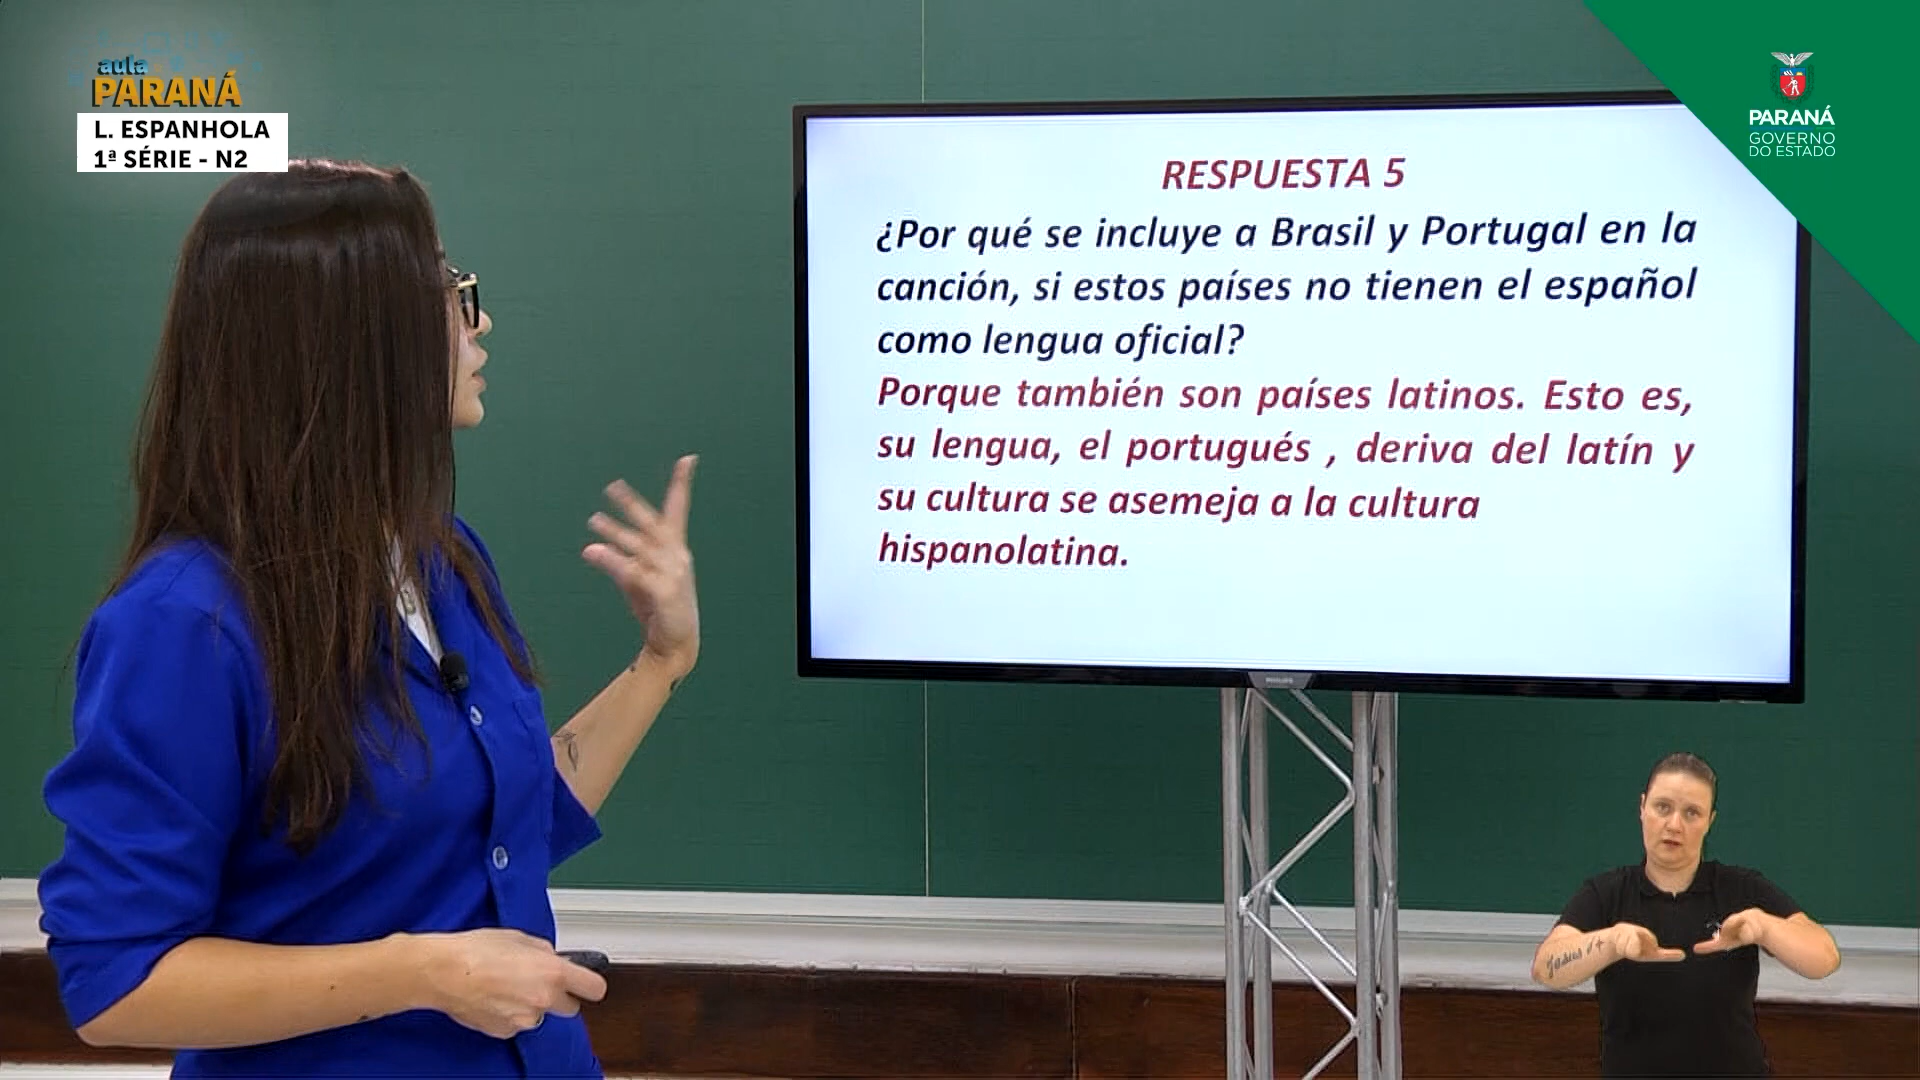 aula
PARANÁ
L. ESPANHOLA
1ª SÉRIE - N2
PARANÁ
GOVERNO
DO ESTADO
RESPUESTA 5
¿Por qué se incluye a Brasil y Portugal en la
canción, si estos países no tienen el español
como lengua oficial?
Porque también son países latinos. Esto es,
su lengua, el portugués , deriva del latín y
su cultura se asemeja a la cultura
hispanolatina.
PHILIPS